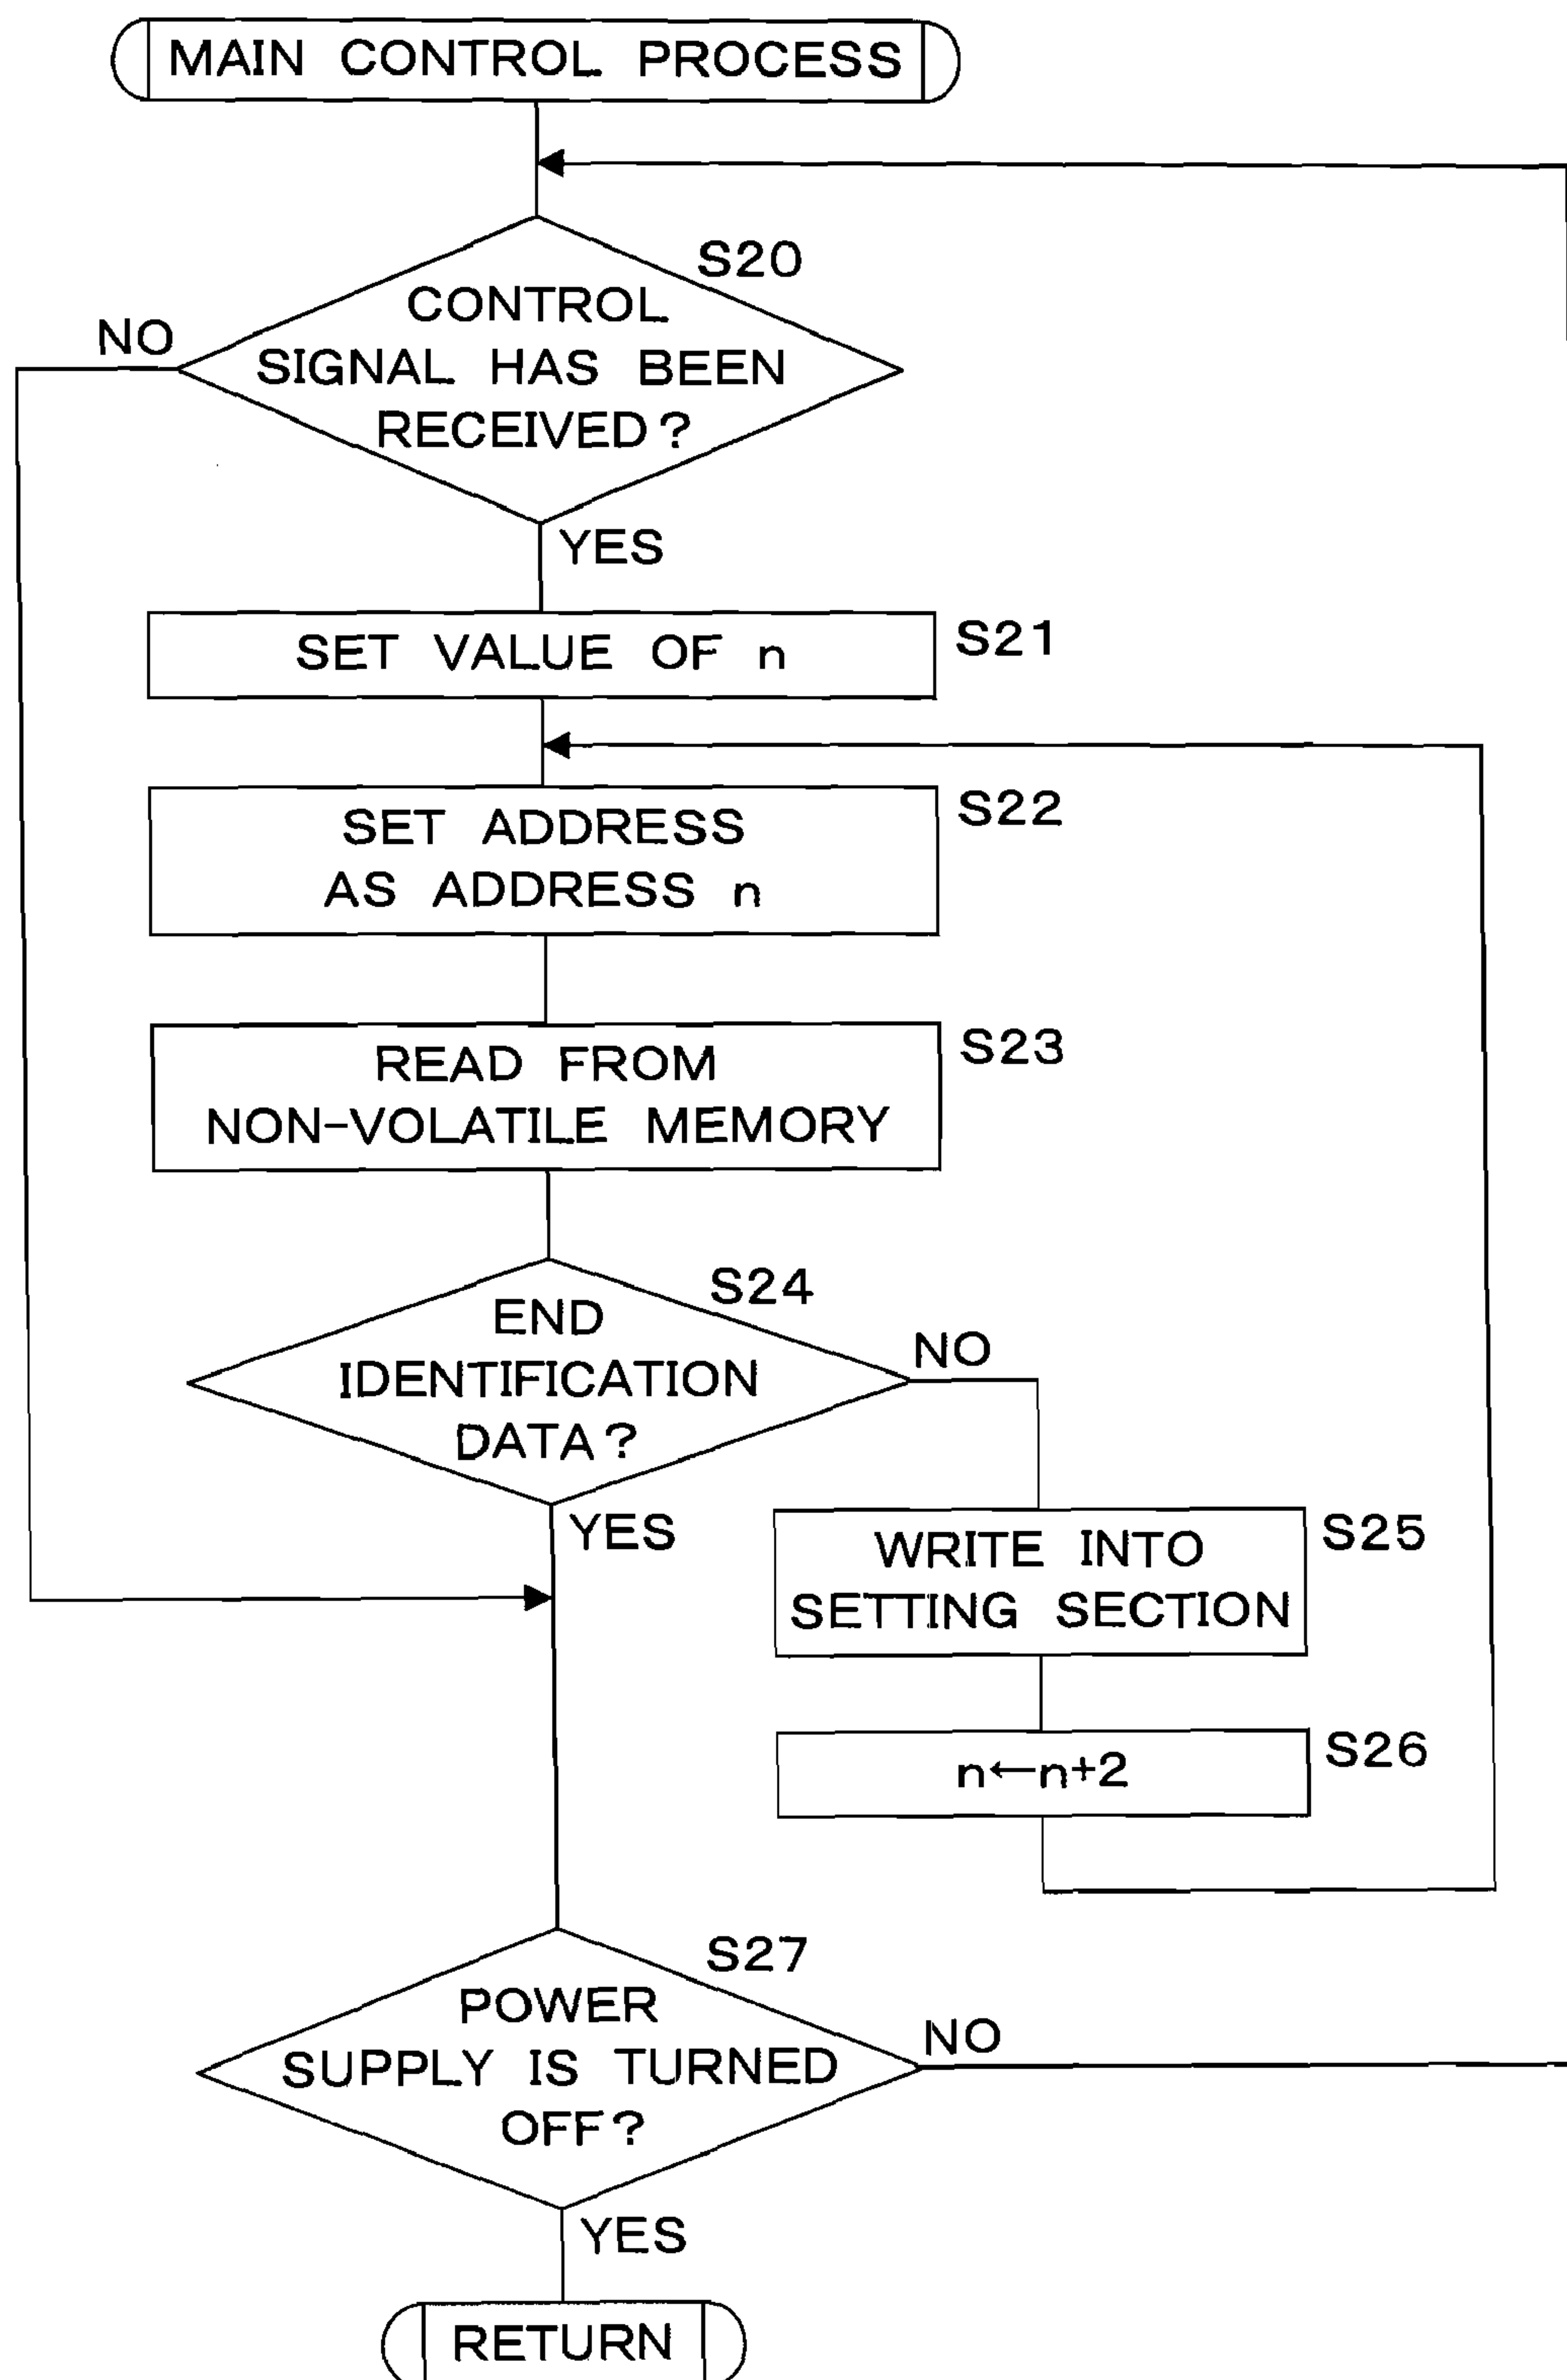 MAIN CONTROL PROCESS
S20
CONTROL
NO
SIGNAL HAS BEEN
RECEIVED?
YES
SET VALUE OF n
S21
SET ADDRESS
AS ADDRESS n
S22
READ FROM
NON-VOLATILE MEMORY
S23
S24
END
IDENTIFICATION
DATA?
NO
YES
WRITE INTO
SETTING SECTION
S25
n←n+2
S26
S27
POWER
SUPPLY IS TURNED
OFF?
NO
YES
RETURN